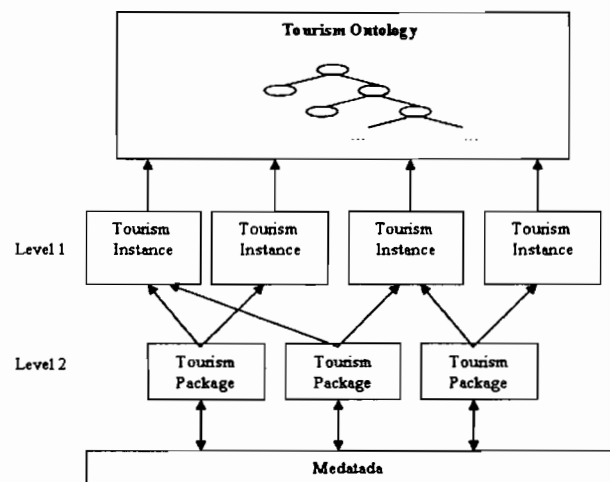 Tourism Ontology
... ...
Level 1
Tourism
Instance
Tourism
Instance
Tourism
Instance
Tourism
Instance
Level 2
Tourism
Package
Tourism
Package
Tourism
Package
Medatada